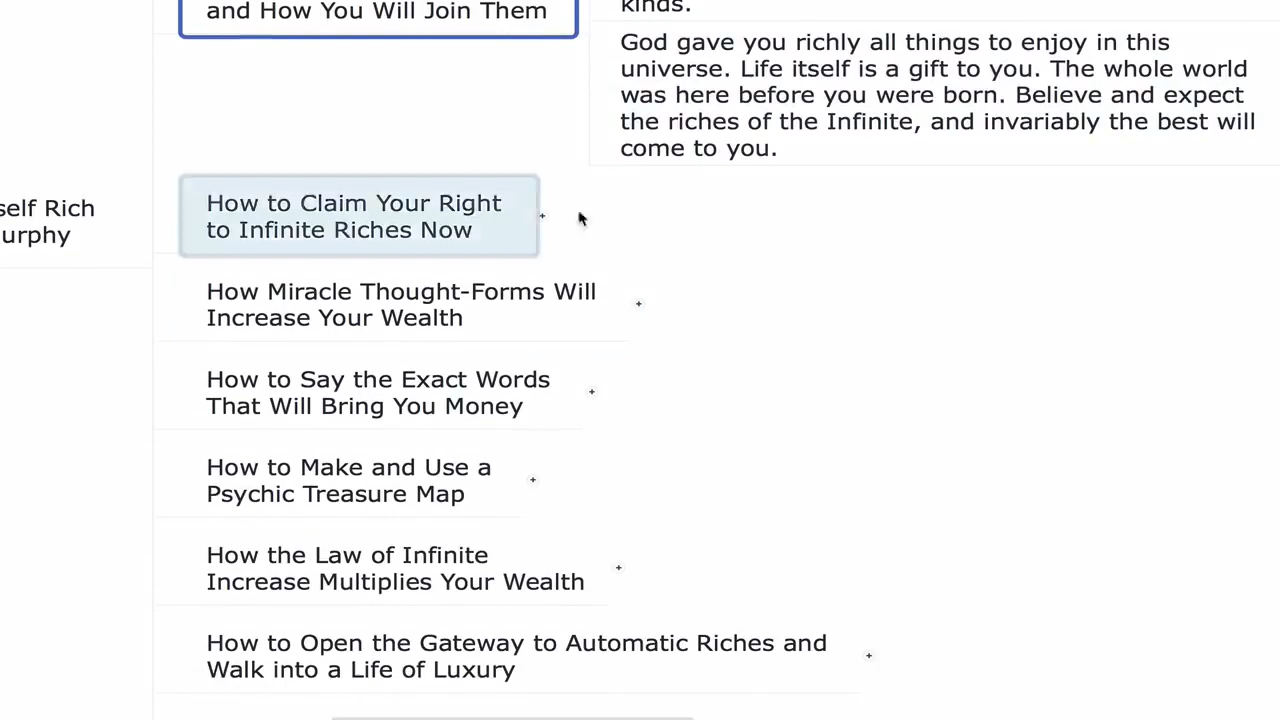 and How You Will Join Them
kinds.
God gave you richly all things to enjoy in this
universe. Life itself is a gift to you. The whole world
was here before you were born. Believe and expect
the riches of the Infinite, and invariably the best will
come to you.
self Rich
urphy
How to Claim Your Right
to Infinite Riches Now
How Miracle Thought-Forms Will
Increase Your Wealth
How to Say the Exact Words
That Will Bring You Money
How to Make and Use a
Psychic Treasure Map
How the Law of Infinite
Increase Multiplies Your Wealth
How to Open the Gateway to Automatic Riches and
Walk into a Life of Luxury